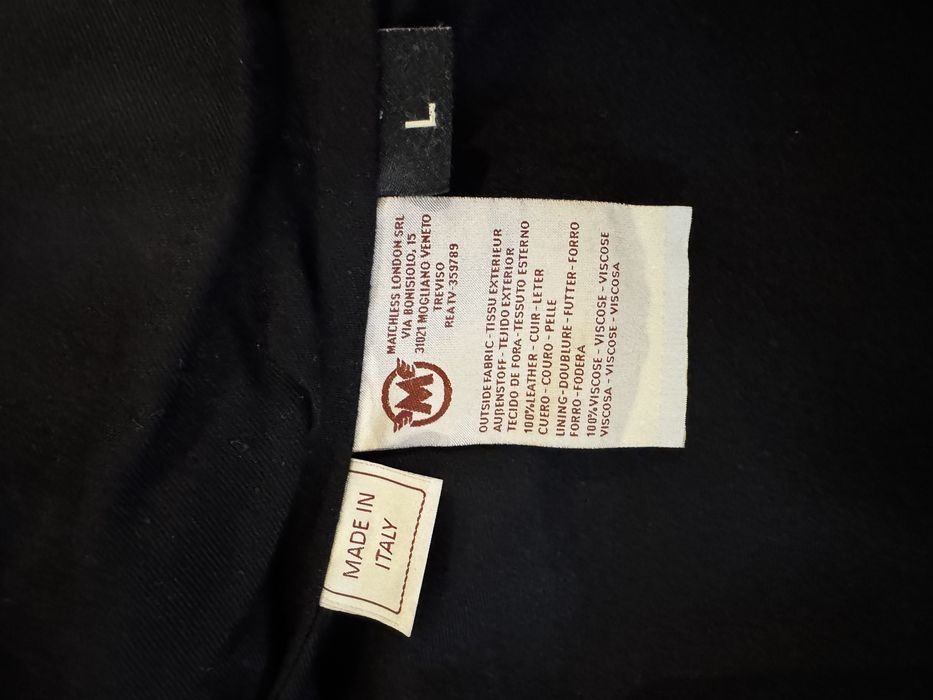 L
MATCHLESS LONDON SRL
VIA BONISIOLO, 15
31021 MOGLIANO VENETO
TREVISO
REA TV-359789
M
OUTSIDE FABRIC - TISSU EXTERIEUR
AUßENSTOFF - TEJIDO EXTERIOR
TECIDO DE FORA - TESSUTO ESTERNO
100%LEATHER - CUIR - LETER
CUERO - COURO - PELLE
LINING - DOUBLURE - FUTTER - FORRO
FORRO - FODERA
100%VISCOSE - VISCOSE - VISCOSE
VISCOSA - VISCOSE - VISCOSA
MADE IN
ITALY